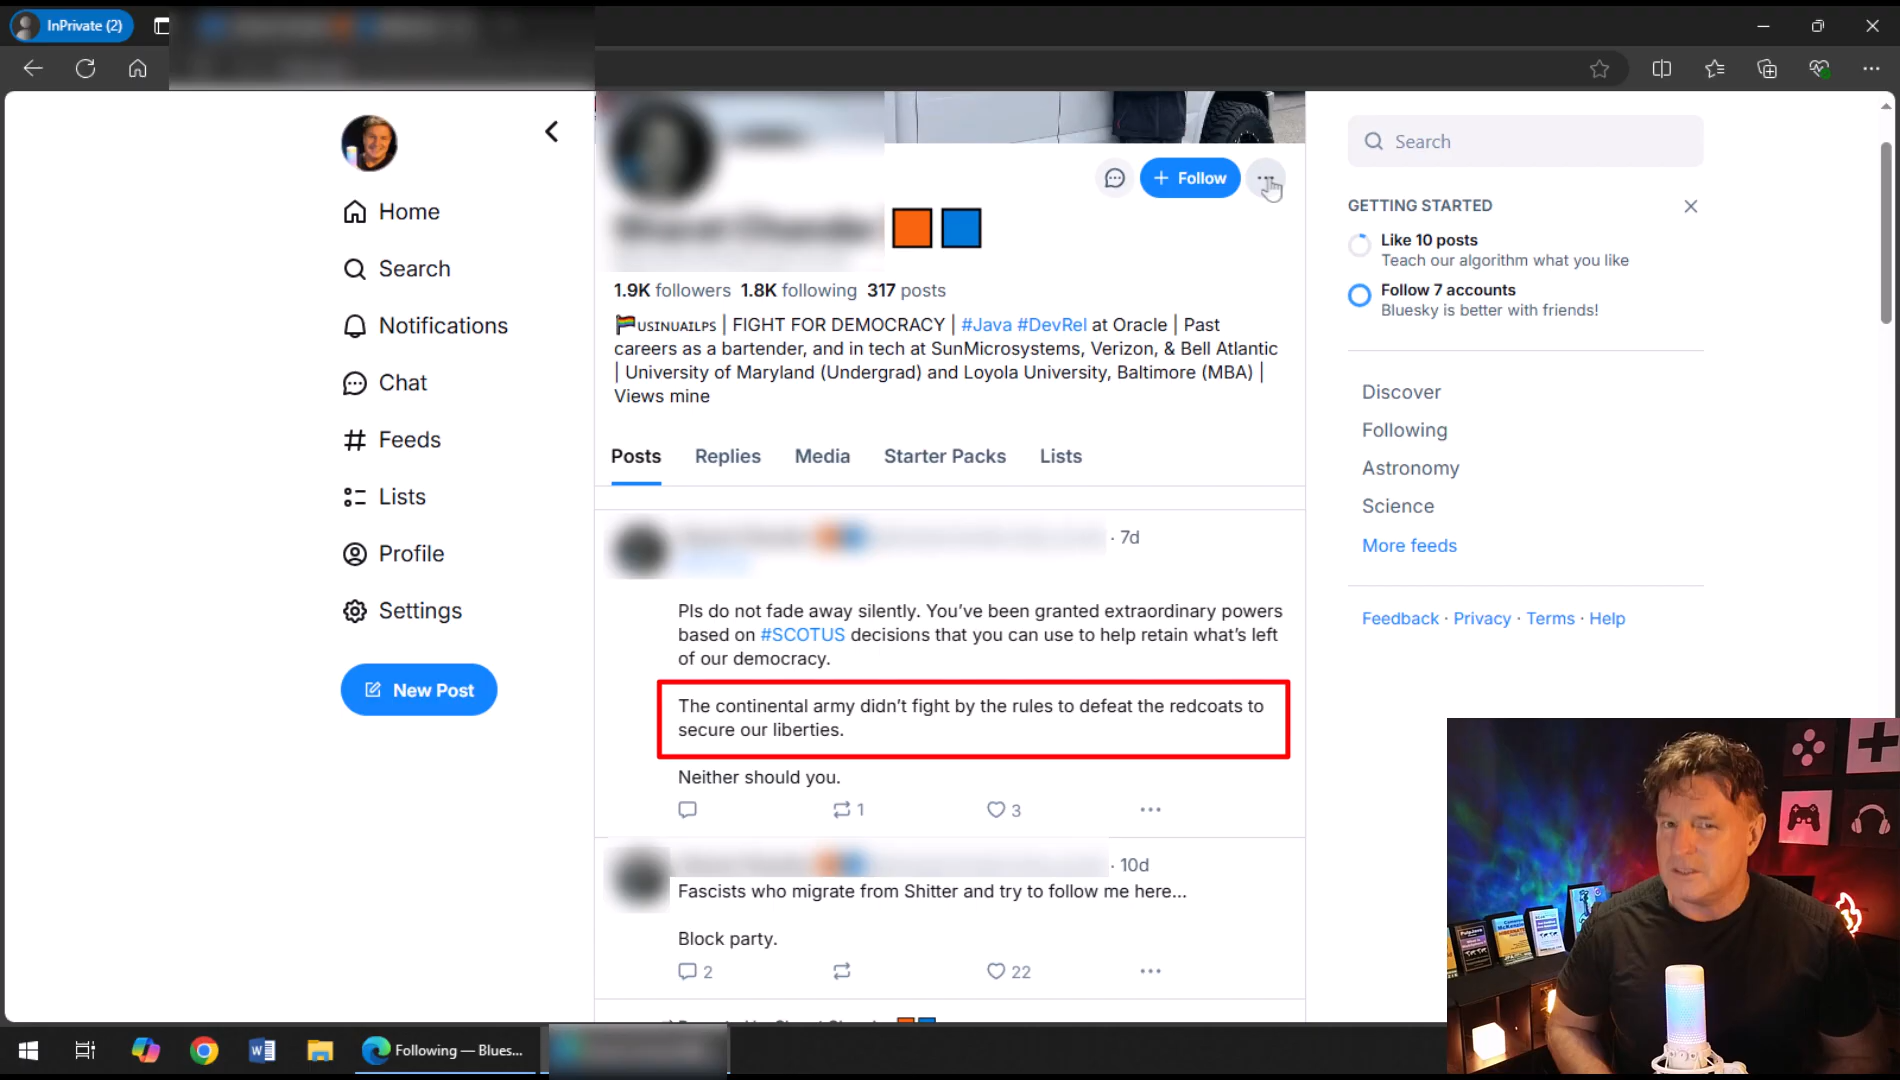 InPrivate (2)
Home
Search
Notifications
Chat
Feeds
Lists
Profile
Settings
New Post
+ Follow
1.9K followers 1.8K following 317 posts
🏳️‍🌈ᴜsɪɴᴜᴀɪʟᴘs | FIGHT FOR DEMOCRACY | #Java #DevRel at Oracle | Past
careers as a bartender, and in tech at SunMicrosystems, Verizon, & Bell Atlantic
| University of Maryland (Undergrad) and Loyola University, Baltimore (MBA) |
Views mine
Posts Replies Media Starter Packs Lists
· 7d
Pls do not fade away silently. You’ve been granted extraordinary powers
based on #SCOTUS decisions that you can use to help retain what’s left
of our democracy.
The continental army didn’t fight by the rules to defeat the redcoats to
secure our liberties.
Neither should you.
1 3
· 10d
Fascists who migrate from Shitter and try to follow me here...
Block party.
2 22
Search
GETTING STARTED
Like 10 posts
Teach our algorithm what you like
Follow 7 accounts
Bluesky is better with friends!
Discover
Following
Astronomy
Science
More feeds
Feedback · Privacy · Terms · Help
Following — Blues...